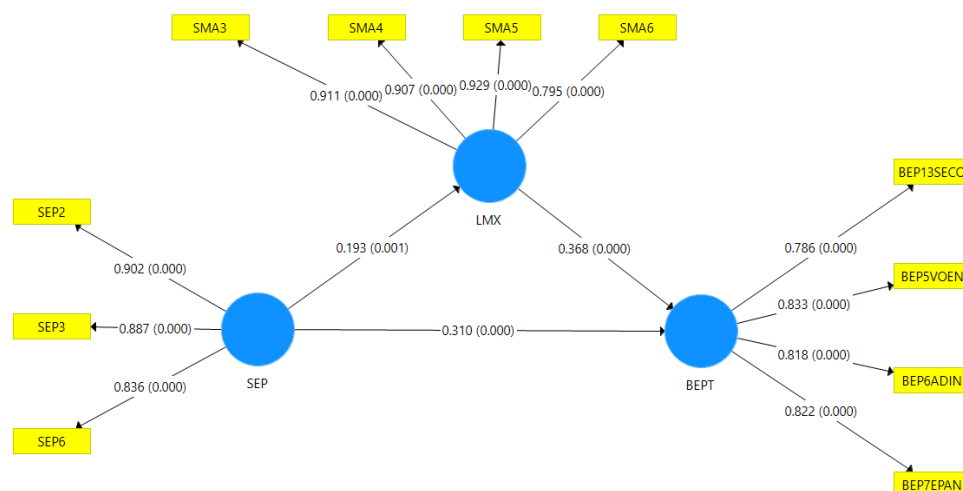 SMA3
SMA4
SMA5
SMA6
0.911 (0.000)
0.907 (0.000)
0.929 (0.000)
0.795 (0.000)
LMX
BEP13SECC
SEP2
0.193 (0.001)
0.368 (0.000)
0.786 (0.000)
0.902 (0.000)
BEP5VOEN
0.833 (0.000)
SEP3
0.887 (0.000)
0.310 (0.000)
0.818 (0.000)
SEP
BEPT
BEP6ADIN
0.836 (0.000)
0.822 (0.000)
SEP6
BEP7EPAN